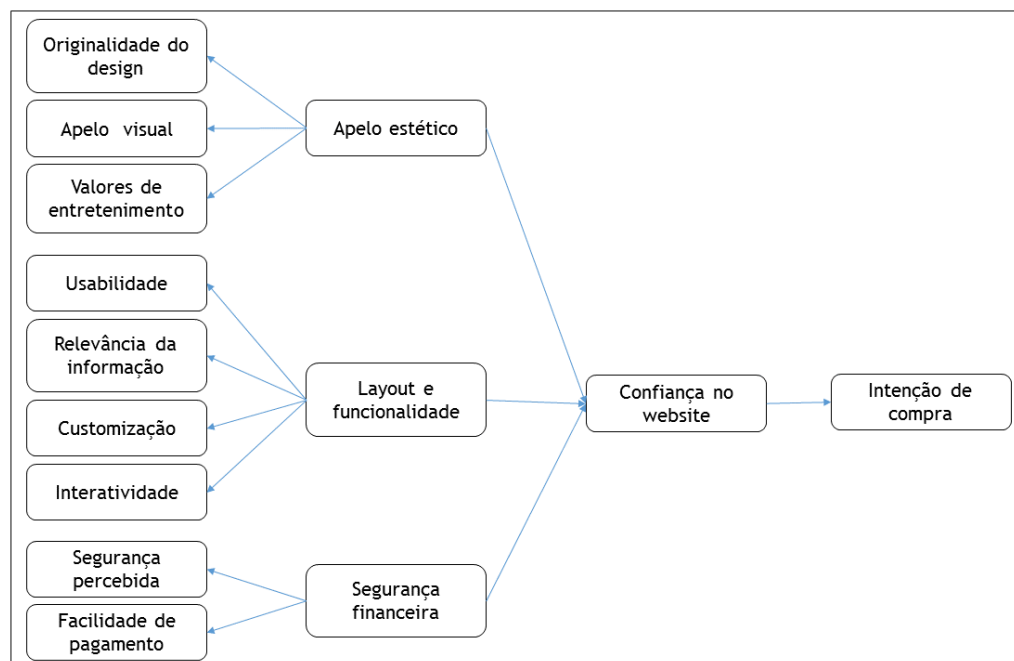 Originalidade do
design
Apelo visual
Valores de
entretenimento
Apelo estético
Usabilidade
Relevância da
informação
Customização
Interatividade
Layout e
funcionalidade
Segurança
percebida
Facilidade de
pagamento
Segurança
financeira
Confiança no
website
Intenção de
compra